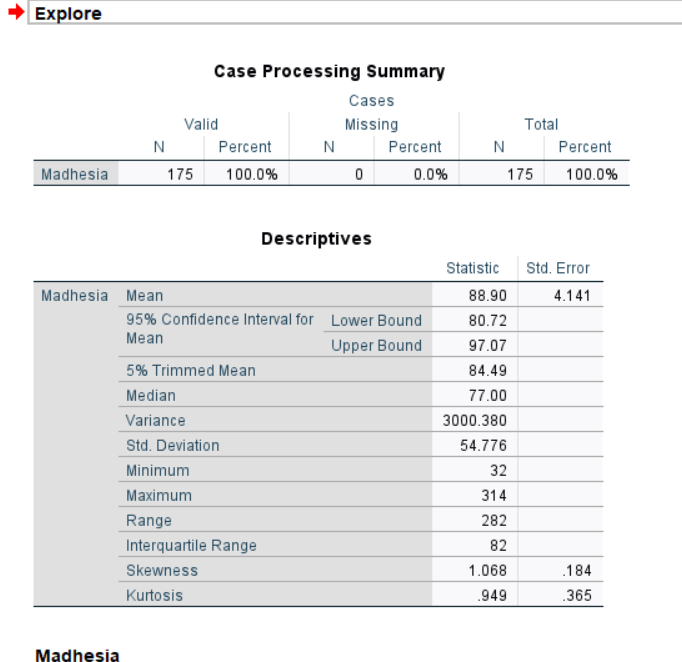 Explore
Case Processing Summary
Cases
Valid Missing Total
N Percent N Percent N Percent
Madhesia 175 100.0% 0 0.0% 175 100.0%
Descriptives
Statistic Std. Error
Madhesia Mean 88.90 4.141
95% Confidence Interval for Lower Bound 80.72
Mean Upper Bound 97.07
5% Trimmed Mean 84.49
Median 77.00
Variance 3000.380
Std. Deviation 54.776
Minimum 32
Maximum 314
Range 282
Interquartile Range 82
Skewness 1.068 .184
Kurtosis .949 .365
Madhesia